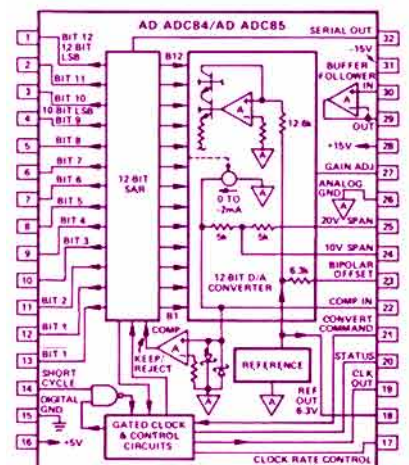 AD ADC84/AD ADC85
1
BIT 12
12 BIT
LSB
2
BIT 11
3
BIT 10
10 BIT LSB
4
BIT 9
5
BIT 8
6
BIT 7
7
BIT 6
8
BIT 5
9
BIT 4
10
BIT 3
11
BIT 2
12
BIT 1
13
BIT 1
14
SHORT
CYCLE
15
DIGITAL
GND
16
+5V
12-BIT
SAR
B12
B1
KEEP/
REJECT
COMP
A
GATED CLOCK
& CONTROL
CIRCUITS
A
A
12.6k
A
0 TO
-2mA
5k
5k
12-BIT D/A
CONVERTER
6.3k
REFERENCE
A
A
REF
OUT
6.3V
SERIAL OUT
32
-15V
31
BUFFER
FOLLOWER
IN
30
A
OUT
29
+15V
28
GAIN ADJ
27
ANALOG
GND
A
26
20V SPAN
25
10V SPAN
24
BIPOLAR
OFFSET
23
COMP IN
22
CONVERT
COMMAND
21
STATUS
20
CLK
OUT
19
18
CLOCK RATE CONTROL
17